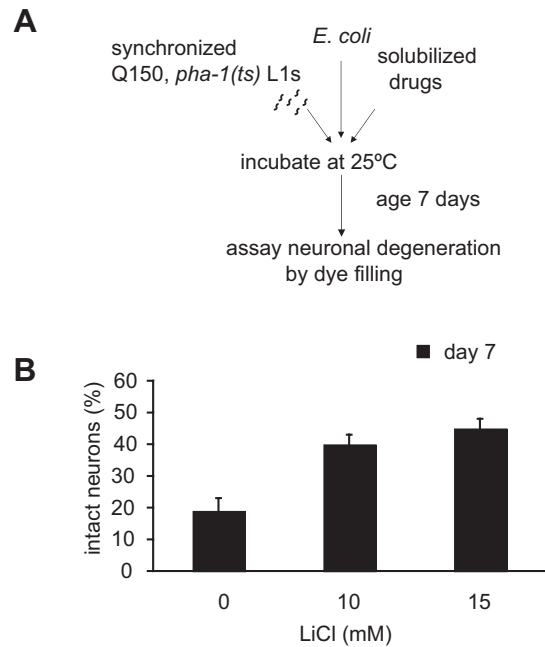 A
synchronized
Q150, pha-1(ts) L1s
E. coli
solubilized
drugs
incubate at 25ºC
age 7 days
assay neuronal degeneration
by dye filling
B
day 7
intact neurons (%)
60
50
40
30
20
10
0
0 10 15
LiCl (mM)